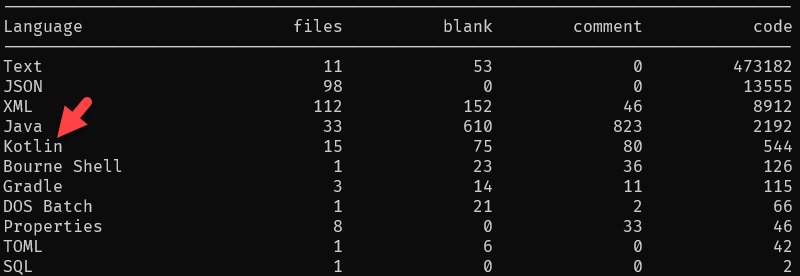 Language files blank comment code
Text 11 53 0 473182
JSON 98 0 0 13555
XML 112 152 46 8912
Java 33 610 823 2192
Kotlin 15 75 80 544
Bourne Shell 1 23 36 126
Gradle 3 14 11 115
DOS Batch 1 21 2 66
Properties 8 0 33 46
TOML 1 6 0 42
SQL 1 0 0 2